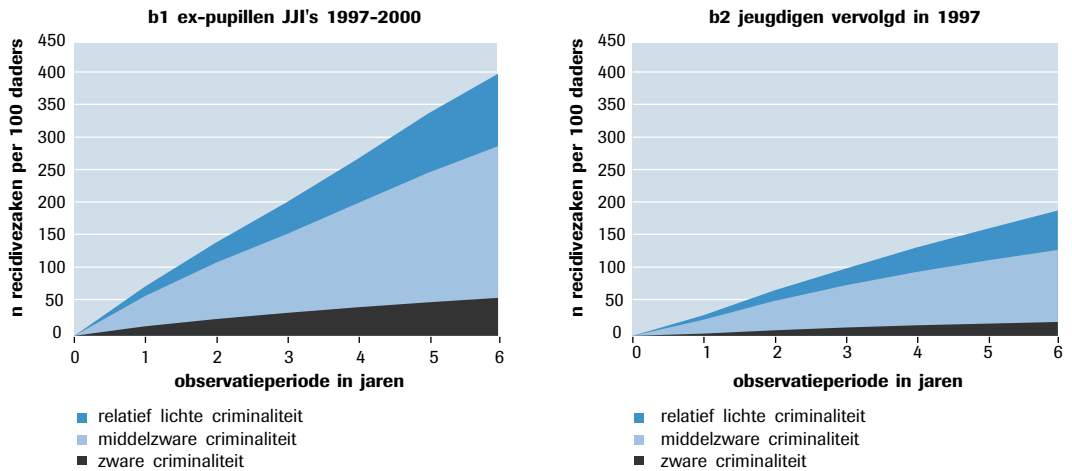 b1 ex-pupillen JJI's 1997-2000
n recidivezaken per 100 daders
450
400
350
300
250
200
150
100
50
0
0 1 2 3 4 5 6
observatieperiode in jaren
relatief lichte criminaliteit
middelzware criminaliteit
zware criminaliteit
b2 jeugdigen vervolgd in 1997
n recidivezaken per 100 daders
450
400
350
300
250
200
150
100
50
0
0 1 2 3 4 5 6
observatieperiode in jaren
relatief lichte criminaliteit
middelzware criminaliteit
zware criminaliteit